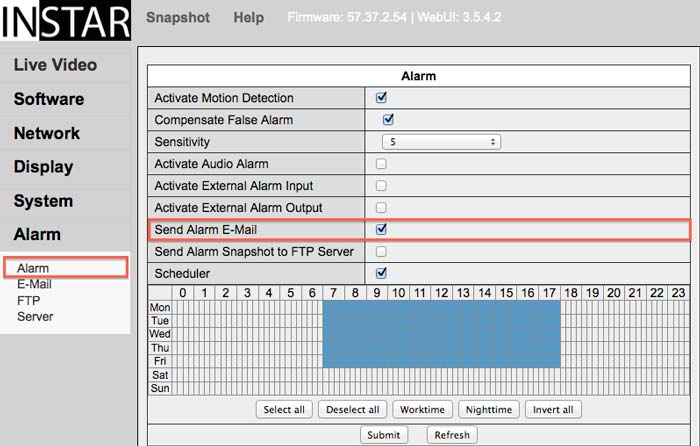 INSTAR
Snapshot Help Firmware: 57.37.2.54 | WebUI: 3.5.4.2
Live Video
Software
Network
Display
System
Alarm
Alarm
E-Mail
FTP
Server
Alarm
Activate Motion Detection
Compensate False Alarm
Sensitivity 5
Activate Audio Alarm
Activate External Alarm Input
Activate External Alarm Output
Send Alarm E-Mail
Send Alarm Snapshot to FTP Server
Scheduler
0 1 2 3 4 5 6 7 8 9 10 11 12 13 14 15 16 17 18 19 20 21 22 23
Mon
Tue
Wed
Thu
Fri
Sat
Sun
Select all Deselect all Worktime Nighttime Invert all
Submit Refresh